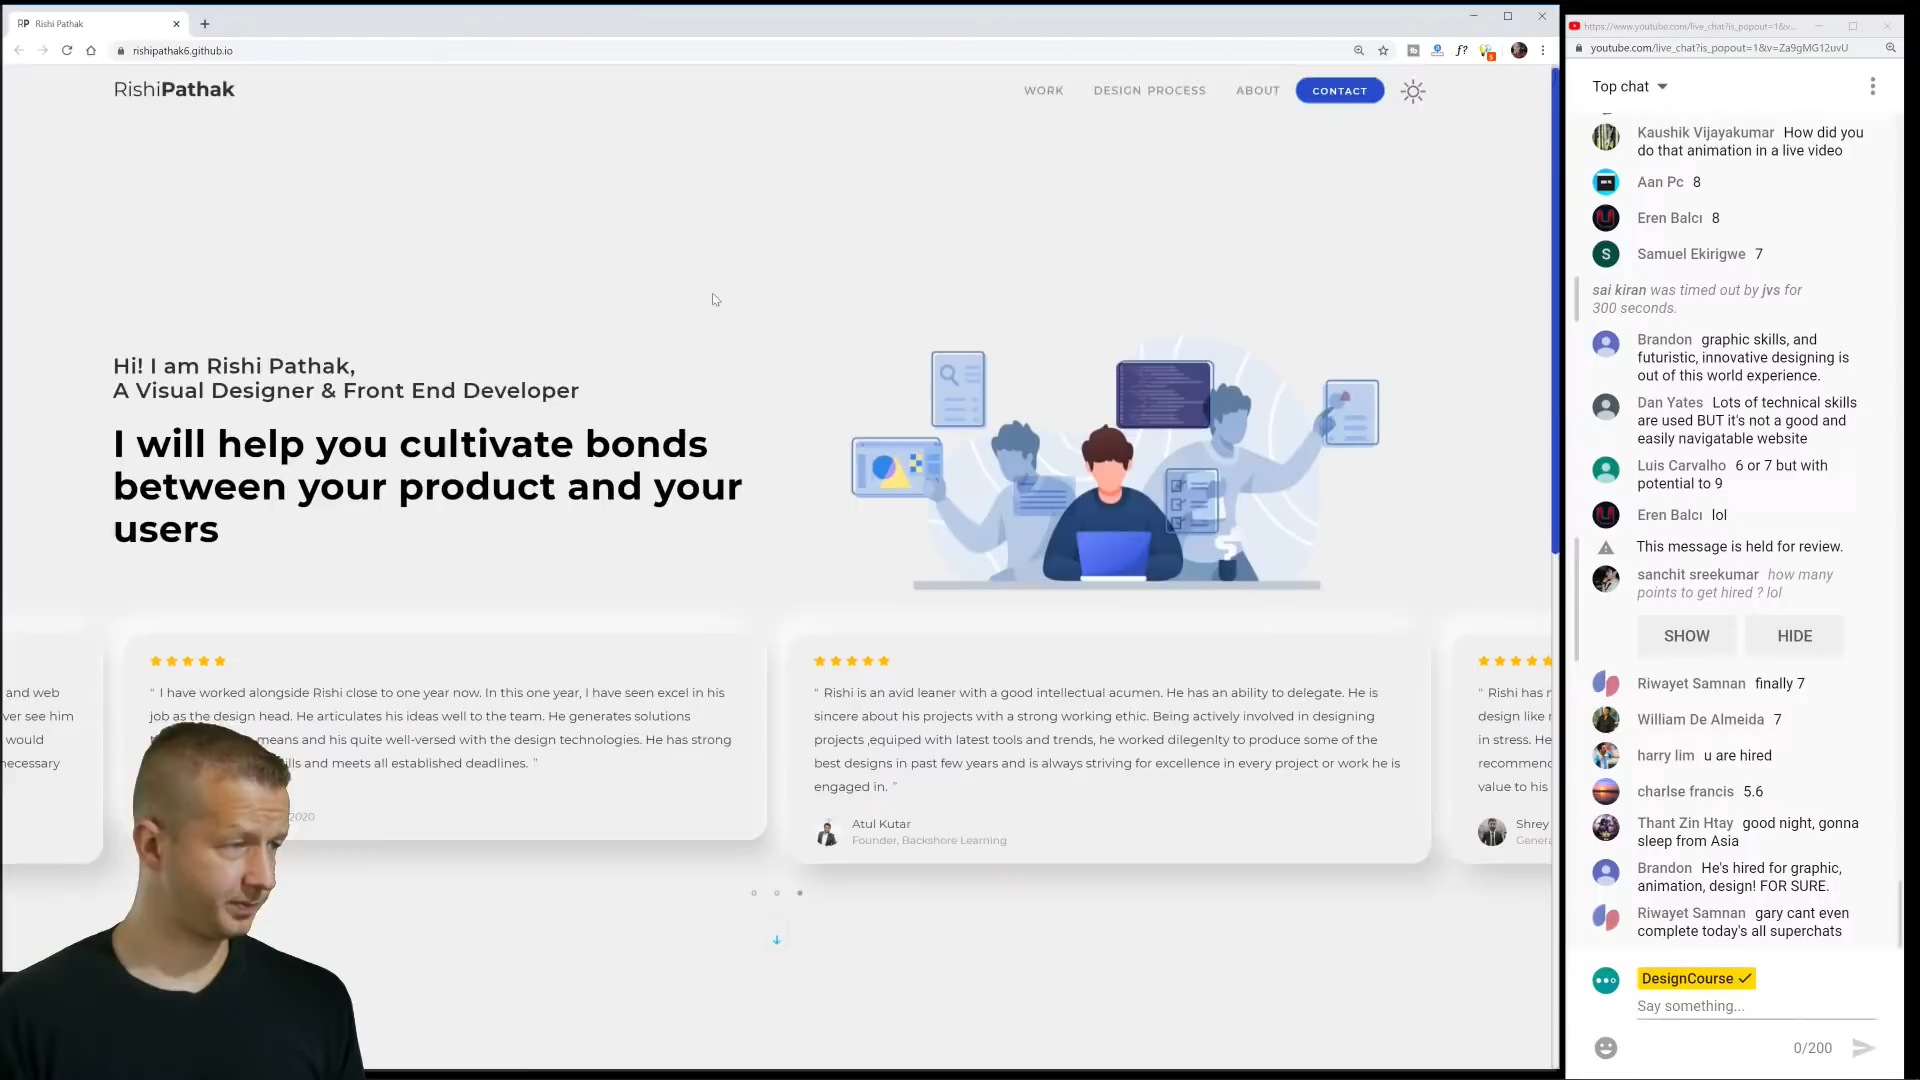 RP Rishi Pathak
rishipathak6.github.io
RishiPathak
WORK
DESIGN PROCESS
ABOUT
CONTACT
Hi! I am Rishi Pathak,
A Visual Designer & Front End Developer
I will help you cultivate bonds
between your product and your
users
and web
ver see him
would
necessary
" I have worked alongside Rishi close to one year now. In this one year, I have seen excel in his
job as the design head. He articulates his ideas well to the team. He generates solutions
means and his quite well-versed with the design technologies. He has strong
and meets all established deadlines. "
2020
" Rishi is an avid leaner with a good intellectual acumen. He has an ability to delegate. He is
sincere about his projects with a strong working ethic. Being actively involved in designing
projects ,equiped with latest tools and trends, he worked dilegenlty to produce some of the
best designs in past few years and is always striving for excellence in every project or work he is
engaged in. "
Atul Kutar
Founder, Backshore Learning
" Rishi has
design like
in stress. He
recommend
value to his
Shrey
Genera
https://www.youtube.com/live_chat?is_popout=1&v...
youtube.com/live_chat?is_popout=1&v=Za9gMG12uvU
Top chat
Kaushik Vijayakumar How did you
do that animation in a live video
Aan Pc 8
Eren Balcı 8
S
Samuel Ekirigwe 7
sai kiran was timed out by jvs for
300 seconds.
Brandon graphic skills, and
futuristic, innovative designing is
out of this world experience.
Dan Yates Lots of technical skills
are used BUT it's not a good and
easily navigatable website
Luis Carvalho 6 or 7 but with
potential to 9
Eren Balcı lol
This message is held for review.
sanchit sreekumar how many
points to get hired ? lol
SHOW
HIDE
Riwayet Samnan finally 7
William De Almeida 7
harry lim u are hired
charlse francis 5.6
Thant Zin Htay good night, gonna
sleep from Asia
Brandon He's hired for graphic,
animation, design! FOR SURE.
Riwayet Samnan gary cant even
complete today's all superchats
DesignCourse
Say something...
0/200